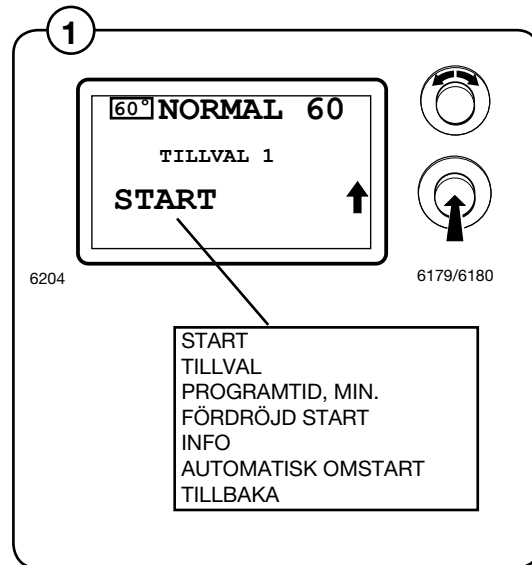 1
60° NORMAL 60
TILLVAL 1
START
6204
6179/6180
START
TILLVAL
PROGRAMTID, MIN.
FÖRDRÖJD START
INFO
AUTOMATISK OMSTART
TILLBAKA